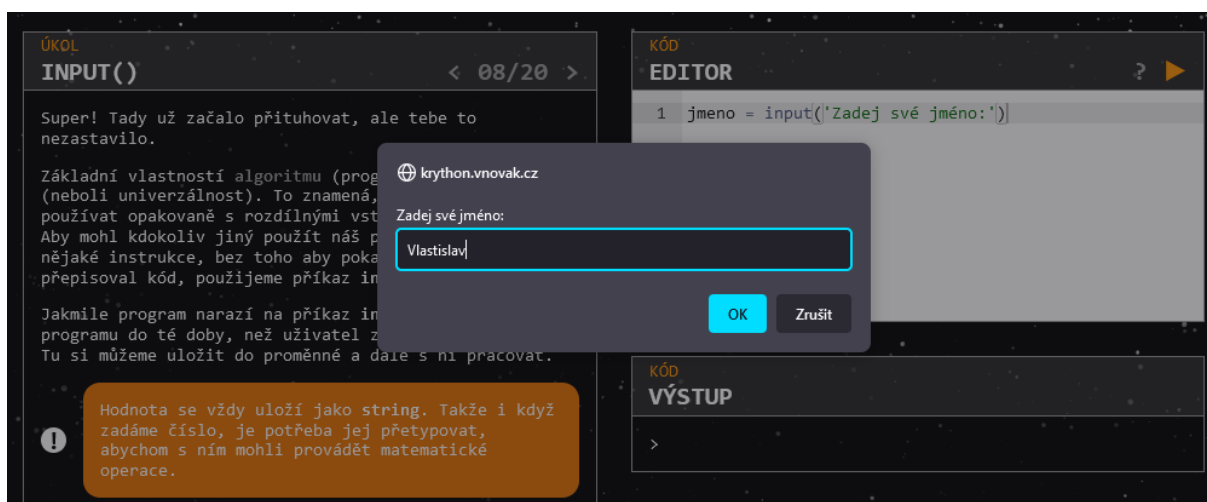 ÚKOL
INPUT()
< 08/20 >
Super! Tady už začalo přituhovat, ale tebe to
nezastavilo.
Základní vlastností algoritmu (prog
(neboli univerzálnost). To znamená,
používat opakovaně s rozdílnými vst
Aby mohl kdokoliv jiný použít náš p
nějaké instrukce, bez toho aby poka
přepisoval kód, použijeme příkaz in
Jakmile program narazí na příkaz in
programu do té doby, než uživatel z
Tu si můžeme uložit do proměnné a dále s ní pracovat.
Hodnota se vždy uloží jako string. Takže i když
zadáme číslo, je potřeba jej přetypovat,
abychom s ním mohli provádět matematické
operace.
krython.vnovak.cz
Zadej své jméno:
Vlastislav
OK
Zrušit
KÓD
EDITOR
?
1 jmeno = input('Zadej své jméno:')
KÓD
VÝSTUP
>